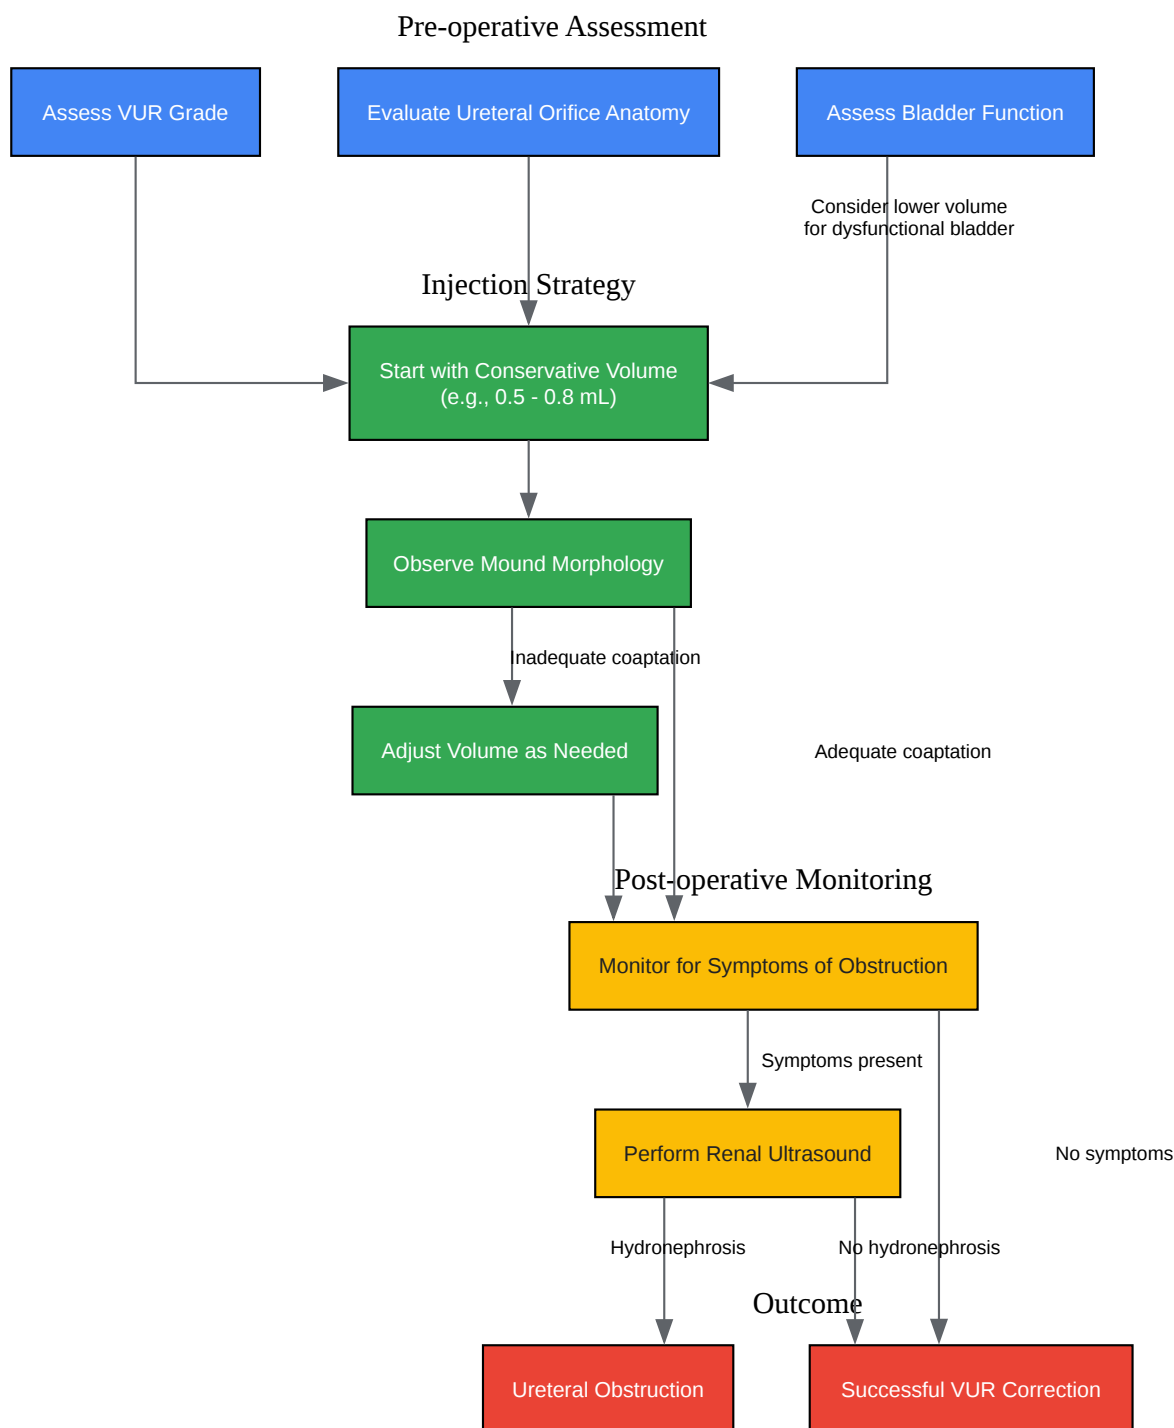 Pre-operative Assessment
Assess VUR Grade
Evaluate Ureteral Orifice Anatomy
Assess Bladder Function
Consider lower volume
for dysfunctional bladder
Injection Strategy
Start with Conservative Volume
(e.g., 0.5 - 0.8 mL)
Observe Mound Morphology
Inadequate coaptation
Adjust Volume as Needed
Adequate coaptation
Post-operative Monitoring
Monitor for Symptoms of Obstruction
Symptoms present
Perform Renal Ultrasound
No symptoms
Hydronephrosis
No hydronephrosis
Outcome
Ureteral Obstruction
Successful VUR Correction